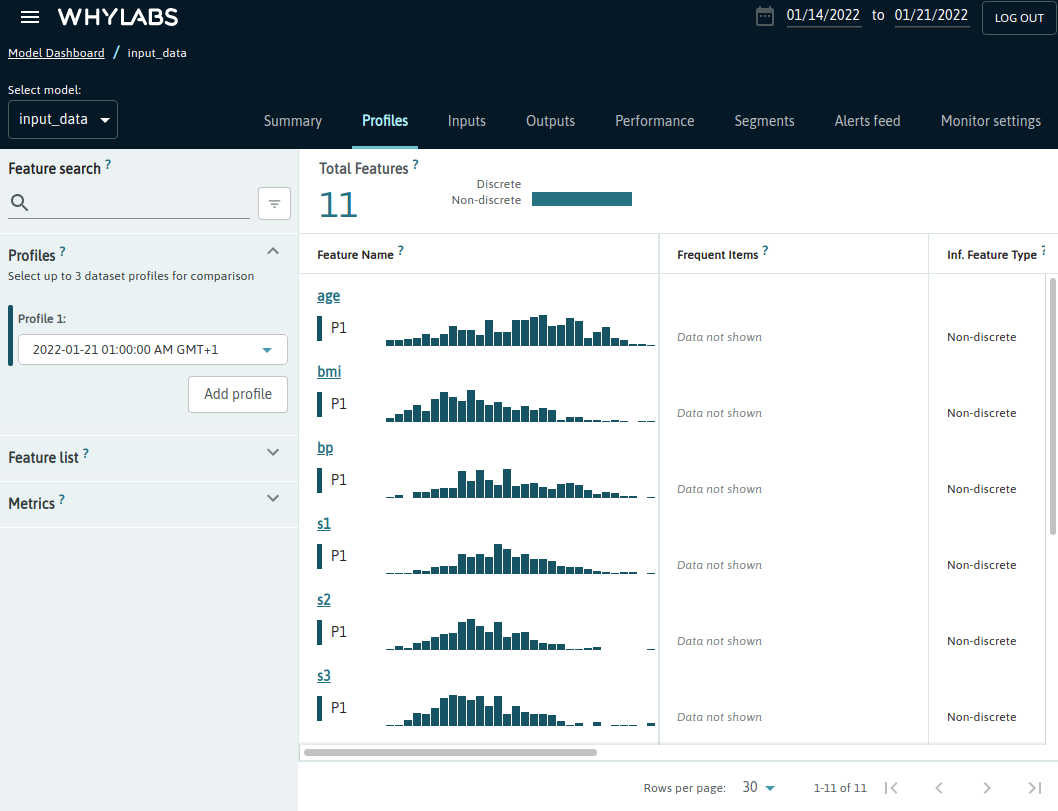 WHYLABS
01/14/2022 to 01/21/2022
LOG OUT
Model Dashboard / input_data
Select model:
input_data
Summary Profiles Inputs Outputs Performance Segments Alerts feed Monitor settings
Feature search ?
Profiles ?
Select up to 3 dataset profiles for comparison
Profile 1:
2022-01-21 01:00:00 AM GMT+1
Add profile
Feature list ?
Metrics ?
Total Features ?
11
Discrete
Non-discrete
Feature Name ? Frequent Items ? Inf. Feature Type ?
age
P1 Data not shown Non-discrete
bmi
P1 Data not shown Non-discrete
bp
P1 Data not shown Non-discrete
s1
P1 Data not shown Non-discrete
s2
P1 Data not shown Non-discrete
s3
P1 Data not shown Non-discrete
Rows per page: 30 1-11 of 11